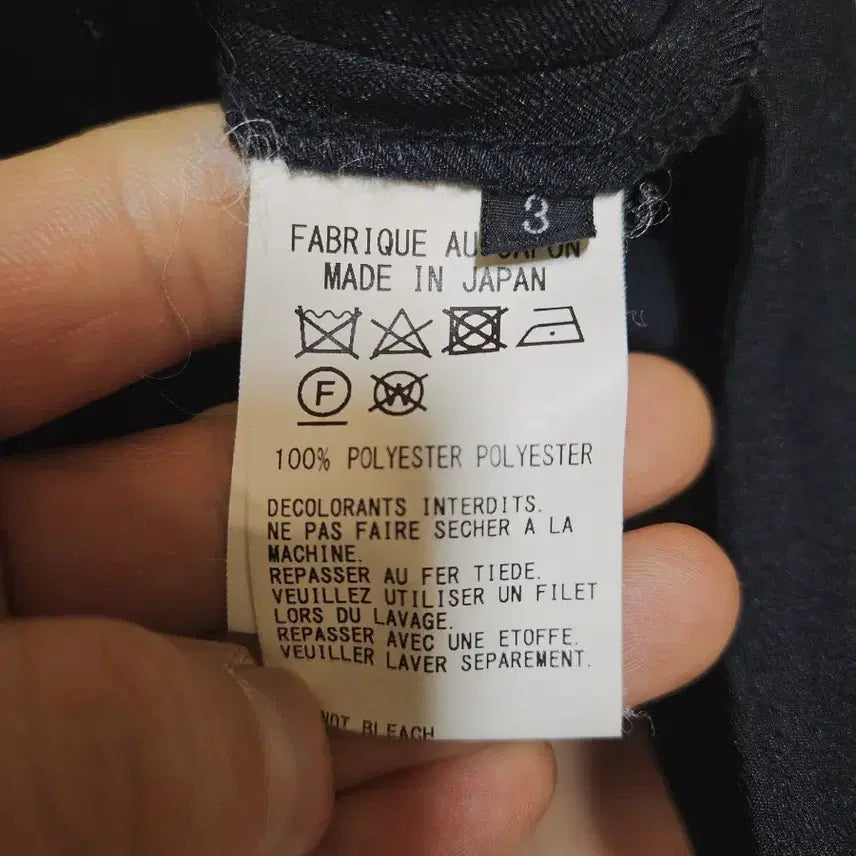 3
FABRIQUE AU JAPON
MADE IN JAPAN
F
W
100% POLYESTER POLYESTER
DECOLORANTS INTERDITS.
NE PAS FAIRE SECHER A LA
MACHINE.
REPASSER AU FER TIEDE.
VEUILLEZ UTILISER UN FILET
LORS DU LAVAGE.
REPASSER AVEC UNE ETOFFE.
VEUILLER LAVER SEPAREMENT.
NOT BLEACH